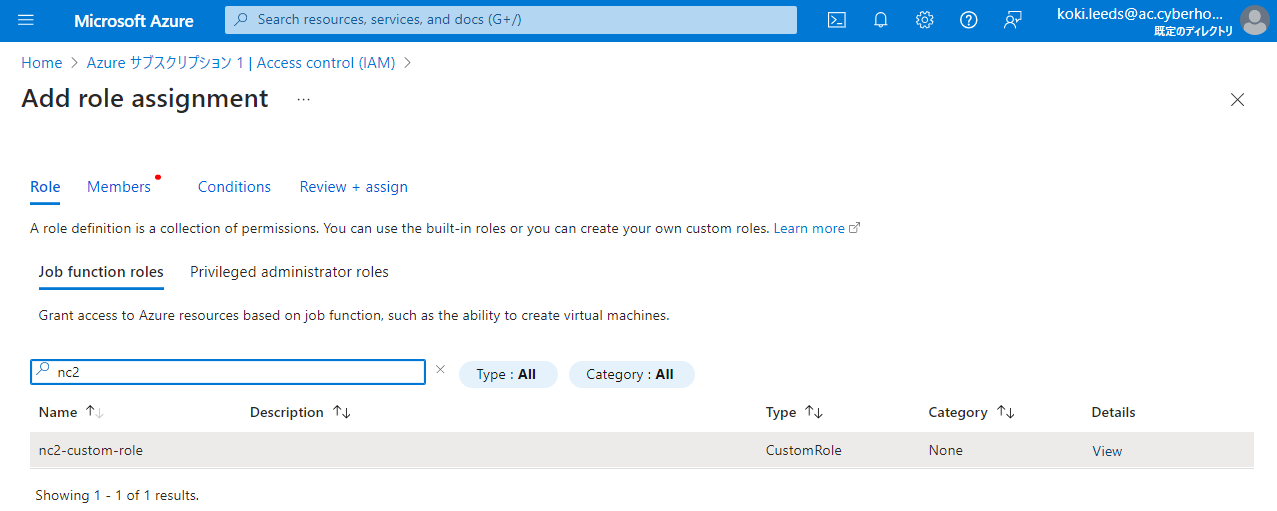 Microsoft Azure
Search resources, services, and docs (G+/)
koki.leeds@ac.cyberho...
既定のディレクトリ
Home > Azure サブスクリプション 1 | Access control (IAM) >
Add role assignment ...
Role Members Conditions Review + assign
A role definition is a collection of permissions. You can use the built-in roles or you can create your own custom roles. Learn more
Job function roles Privileged administrator roles
Grant access to Azure resources based on job function, such as the ability to create virtual machines.
nc2 Type : All Category : All
Name Description Type Category Details
nc2-custom-role CustomRole None View
Showing 1 - 1 of 1 results.